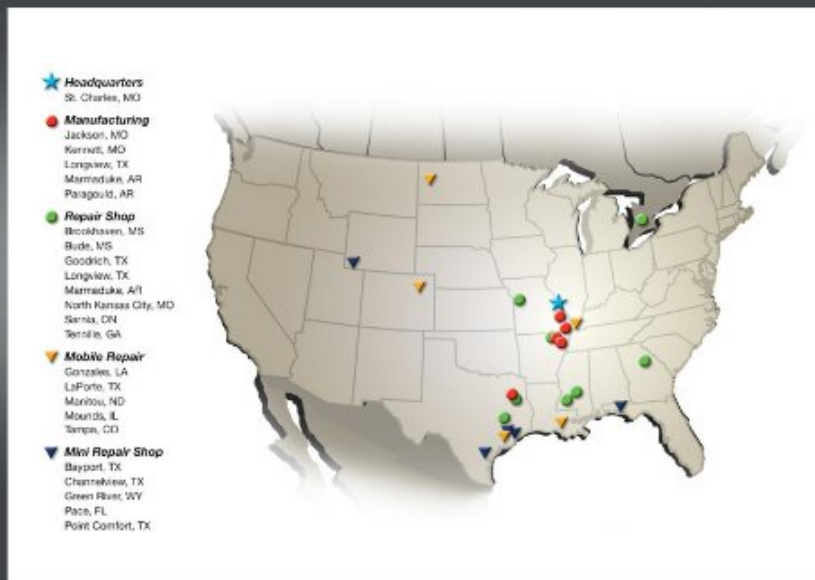 Headquarters
St. Charles, MO
Manufacturing
Jackson, MO
Kennett, MO
Longview, TX
Marmaduke, AR
Paragould, AR
Repair Shop
Brookhaven, MS
Bude, MS
Goodrich, TX
Longview, TX
Marmaduke, AR
North Kansas City, MO
Sarnia, ON
Tennille, GA
Mobile Repair
Gonzales, LA
LaPorte, TX
Manitou, ND
Mounds, IL
Tampa, CO
Mini Repair Shop
Bayport, TX
Channelview, TX
Green River, WY
Pace, FL
Point Comfort, TX